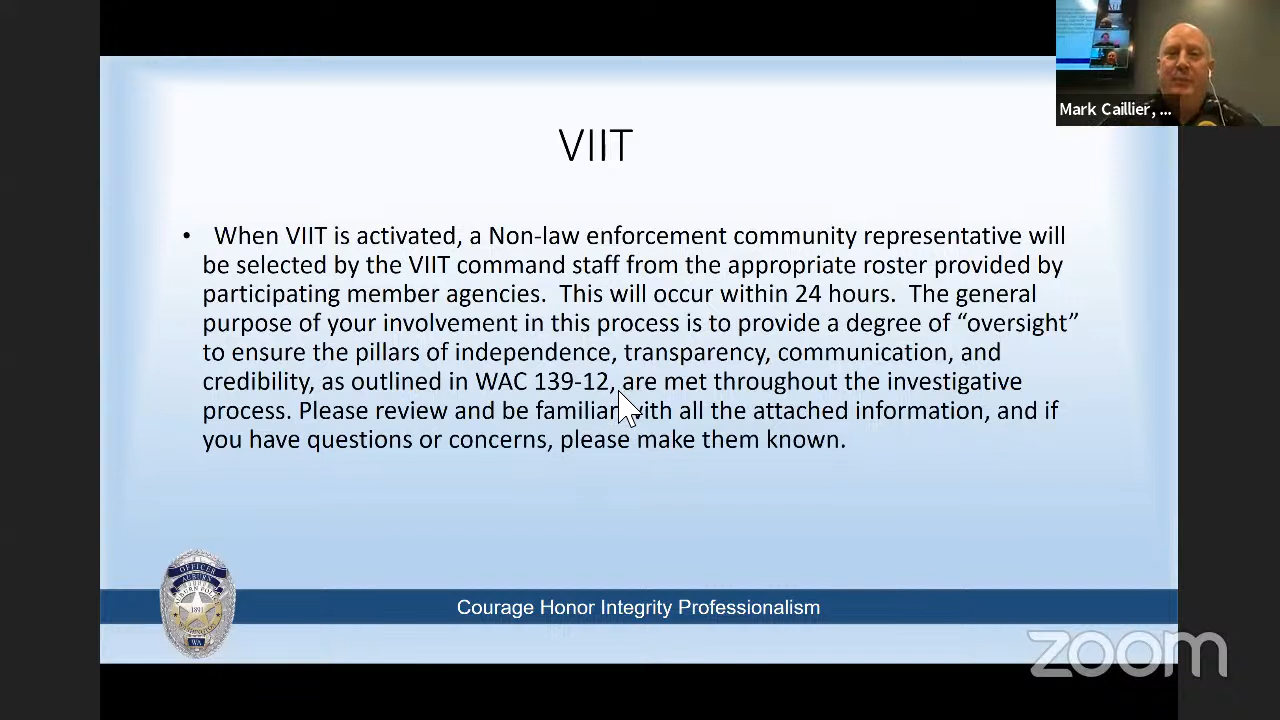 Mark Caillier, ...
VIIT
• When VIIT is activated, a Non-law enforcement community representative will
be selected by the VIIT command staff from the appropriate roster provided by
participating member agencies.  This will occur within 24 hours.  The general
purpose of your involvement in this process is to provide a degree of “oversight”
to ensure the pillars of independence, transparency, communication, and
credibility, as outlined in WAC 139-12, are met throughout the investigative
process. Please review and be familiar with all the attached information, and if
you have questions or concerns, please make them known.
OFFICER
AUBURN
1891
WA
Courage Honor Integrity Professionalism
zoom